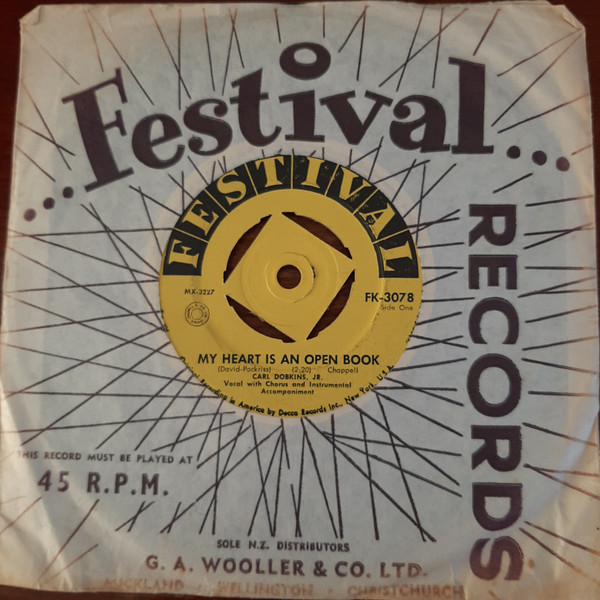 ...Festival...
RECORDS
FESTIVAL
MX-3227
FK-3078
Side One
MY HEART IS AN OPEN BOOK
(David-Pockriss) (2.20) Chappell
CARL DOBKINS, JR.
Vocal with Chorus and Instrumental
Accompaniment
Recording in America by Decca Records Inc., New York, U.S.A.
THIS RECORD MUST BE PLAYED AT
45 R.P.M.
SOLE N.Z. DISTRIBUTORS
G. A. WOOLLER & CO. LTD.
AUCKLAND · WELLINGTON · CHRISTCHURCH